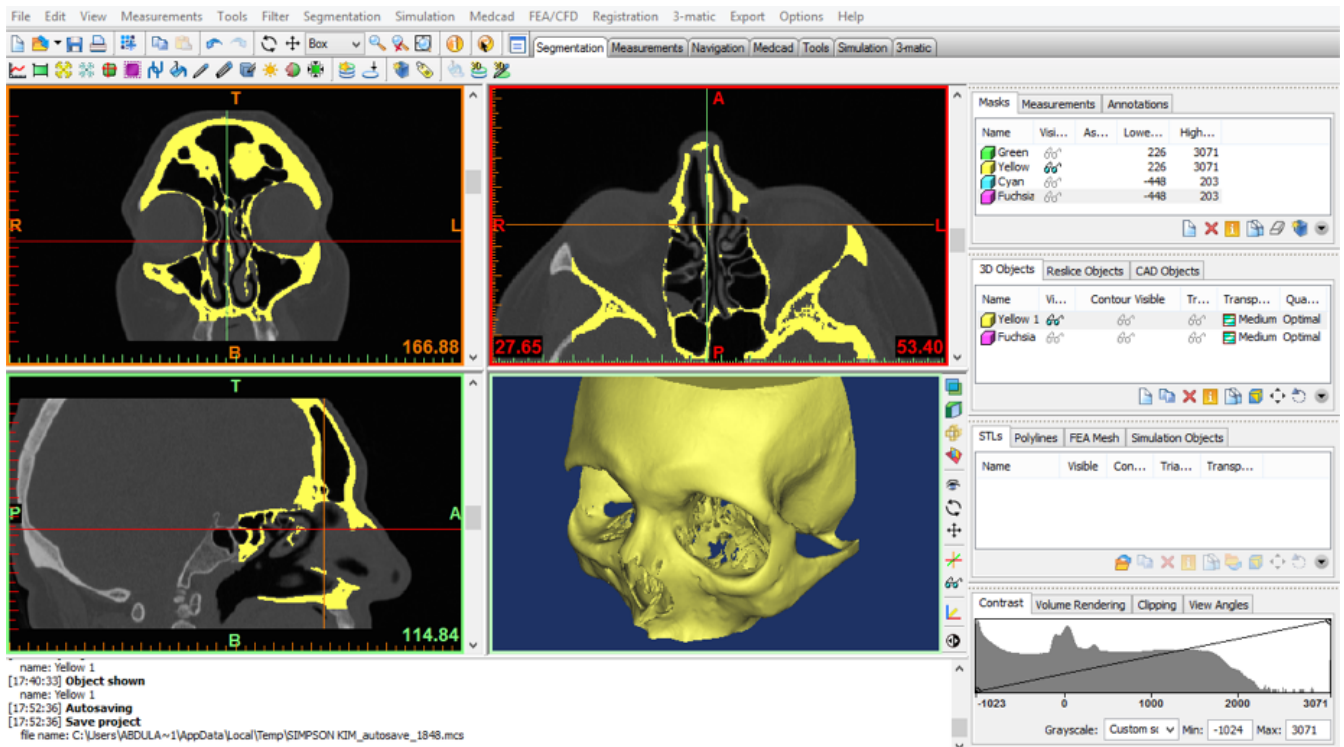 File Edit View Measurements Tools Filter Segmentation Simulation Medcad FEA/CFD Registration 3-matic Export Options Help
Box
Segmentation Measurements Navigation Medcad Tools Simulation 3-matic
T
R
L
B
166.88
A
R
L
P
27.65
53.40
T
P
A
B
114.84
Masks Measurements Annotations
Name Visi... As... Lowe... High...
Green 226 3071
Yellow 226 3071
Cyan -448 203
Fuchsia -448 203
3D Objects Reslice Objects CAD Objects
Name Vi... Contour Visible Tr... Transp... Qua...
Yellow 1 Medium Optimal
Fuchsia Medium Optimal
STLs Polylines FEA Mesh Simulation Objects
Name Visible Con... Tria... Transp...
Contrast Volume Rendering Clipping View Angles
-1023 0 1000 2000 3071
Grayscale: Custom Min: -1024 Max: 3071
name: Yellow 1
[17:40:33] Object shown
name: Yellow 1
[17:52:36] Autosaving
[17:52:36] Save project
file name: C:\Users\ABDULA~1\AppData\Local\Temp\SIMPSON KIM_autosave_1848.mcs